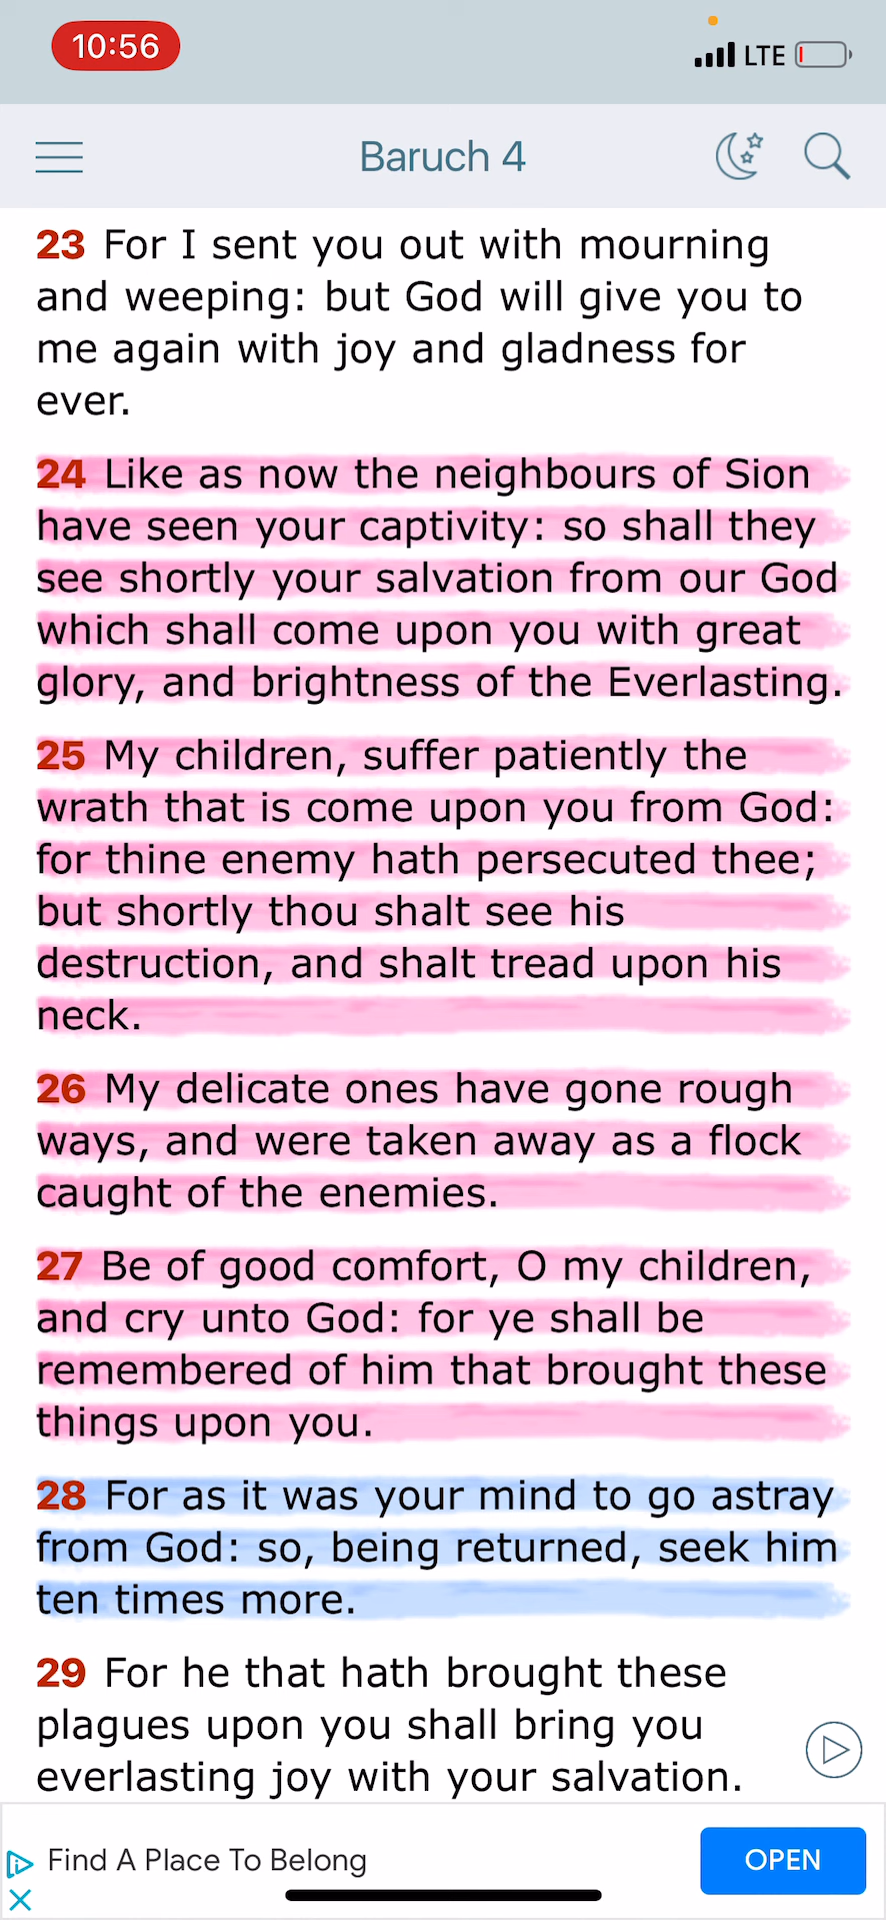 10:56
LTE
Baruch 4
23 For I sent you out with mourning
and weeping: but God will give you to
me again with joy and gladness for
ever.
24 Like as now the neighbours of Sion
have seen your captivity: so shall they
see shortly your salvation from our God
which shall come upon you with great
glory, and brightness of the Everlasting.
25 My children, suffer patiently the
wrath that is come upon you from God:
for thine enemy hath persecuted thee;
but shortly thou shalt see his
destruction, and shalt tread upon his
neck.
26 My delicate ones have gone rough
ways, and were taken away as a flock
caught of the enemies.
27 Be of good comfort, O my children,
and cry unto God: for ye shall be
remembered of him that brought these
things upon you.
28 For as it was your mind to go astray
from God: so, being returned, seek him
ten times more.
29 For he that hath brought these
plagues upon you shall bring you
everlasting joy with your salvation.
Find A Place To Belong
OPEN